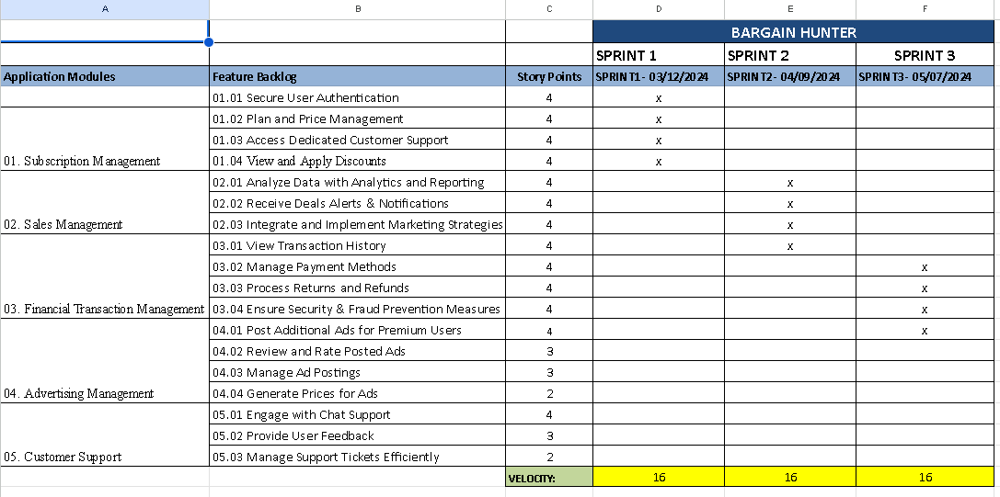 A B C D E F
BARGAIN HUNTER
SPRINT 1 SPRINT 2 SPRINT 3
Application Modules Feature Backlog Story Points SPRINT1- 03/12/2024 SPRINT2- 04/09/2024 SPRINT3- 05/07/2024
01.01 Secure User Authentication 4 x
01.02 Plan and Price Management 4 x
01.03 Access Dedicated Customer Support 4 x
01. Subscription Management 01.04 View and Apply Discounts 4 x
02.01 Analyze Data with Analytics and Reporting 4 x
02.02 Receive Deals Alerts & Notifications 4 x
02. Sales Management 02.03 Integrate and Implement Marketing Strategies 4 x
03.01 View Transaction History 4 x
03.02 Manage Payment Methods 4 x
03.03 Process Returns and Refunds 4 x
03. Financial Transaction Management 03.04 Ensure Security & Fraud Prevention Measures 4 x
04.01 Post Additional Ads for Premium Users 4 x
04.02 Review and Rate Posted Ads 3
04.03 Manage Ad Postings 3
04. Advertising Management 04.04 Generate Prices for Ads 2
05.01 Engage with Chat Support 4
05.02 Provide User Feedback 3
05. Customer Support 05.03 Manage Support Tickets Efficiently 2
VELOCITY: 16 16 16